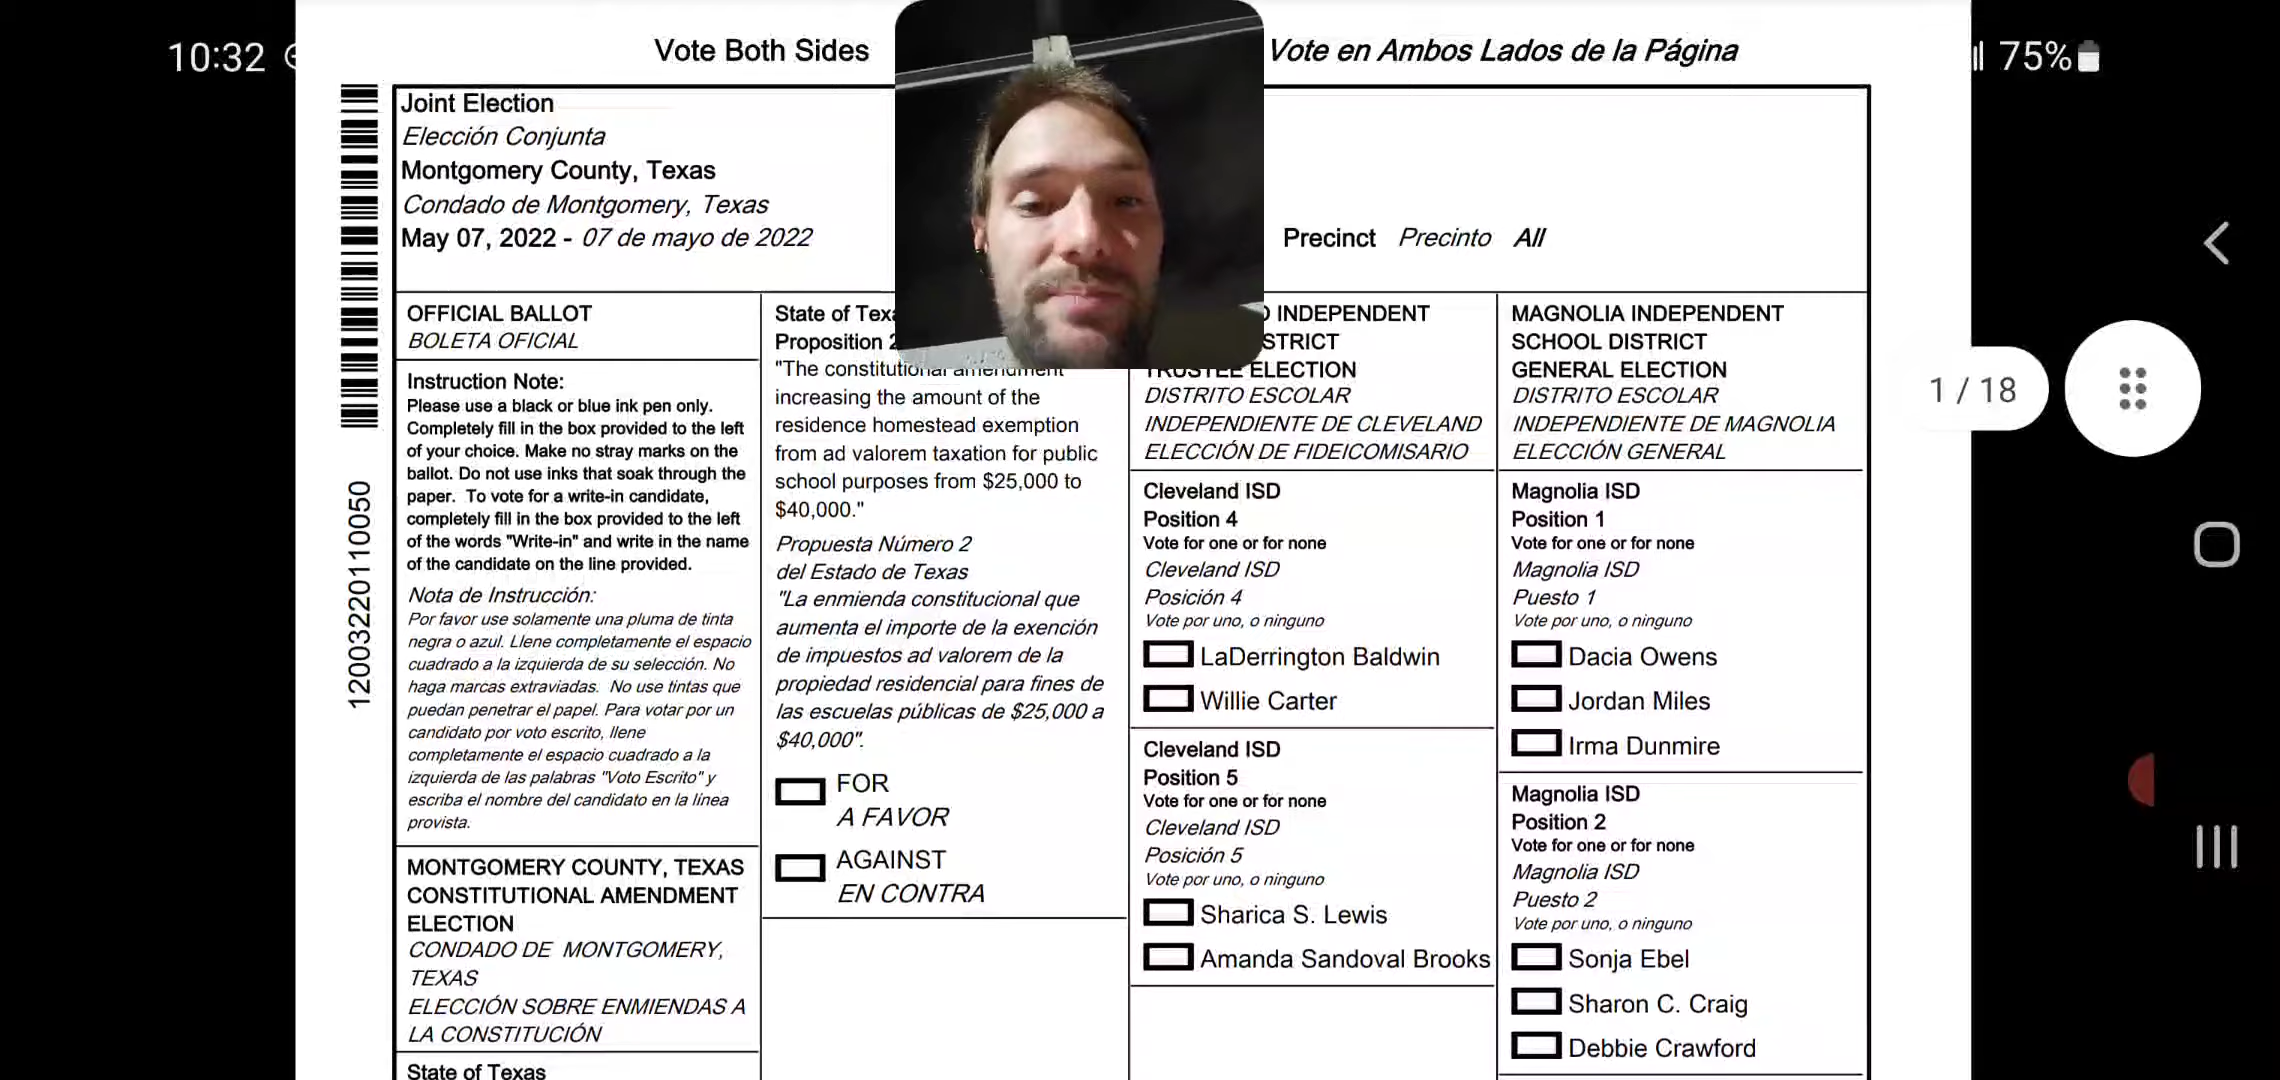 10:32
75%
Vote Both Sides
Vote en Ambos Lados de la Página
Joint Election
Elección Conjunta
Montgomery County, Texas
Condado de Montgomery, Texas
May 07, 2022 - 07 de mayo de 2022
Precinct Precinto All
12003220110050
OFFICIAL BALLOT
BOLETA OFICIAL
Instruction Note:
Please use a black or blue ink pen only.
Completely fill in the box provided to the left
of your choice. Make no stray marks on the
ballot. Do not use inks that soak through the
paper. To vote for a write-in candidate,
completely fill in the box provided to the left
of the words "Write-in" and write in the name
of the candidate on the line provided.
Nota de Instrucción:
Por favor use solamente una pluma de tinta
negra o azul. Llene completamente el espacio
cuadrado a la izquierda de su selección. No
haga marcas extraviadas. No use tintas que
puedan penetrar el papel. Para votar por un
candidato por voto escrito, llene
completamente el espacio cuadrado a la
izquierda de las palabras "Voto Escrito" y
escriba el nombre del candidato en la línea
provista.
MONTGOMERY COUNTY, TEXAS
CONSTITUTIONAL AMENDMENT
ELECTION
CONDADO DE MONTGOMERY,
TEXAS
ELECCIÓN SOBRE ENMIENDAS A
LA CONSTITUCIÓN
State of Texas
State of Texa
Proposition 2
"The constitutional amendment
increasing the amount of the
residence homestead exemption
from ad valorem taxation for public
school purposes from $25,000 to
$40,000."
Propuesta Número 2
del Estado de Texas
"La enmienda constitucional que
aumenta el importe de la exención
de impuestos ad valorem de la
propiedad residencial para fines de
las escuelas públicas de $25,000 a
$40,000".
FOR
A FAVOR
AGAINST
EN CONTRA
INDEPENDENT
STRICT
TRUSTEE ELECTION
DISTRITO ESCOLAR
INDEPENDIENTE DE CLEVELAND
ELECCIÓN DE FIDEICOMISARIO
Cleveland ISD
Position 4
Vote for one or for none
Cleveland ISD
Posición 4
Vote por uno, o ninguno
LaDerrington Baldwin
Willie Carter
Cleveland ISD
Position 5
Vote for one or for none
Cleveland ISD
Posición 5
Vote por uno, o ninguno
Sharica S. Lewis
Amanda Sandoval Brooks
MAGNOLIA INDEPENDENT
SCHOOL DISTRICT
GENERAL ELECTION
DISTRITO ESCOLAR
INDEPENDIENTE DE MAGNOLIA
ELECCIÓN GENERAL
Magnolia ISD
Position 1
Vote for one or for none
Magnolia ISD
Puesto 1
Vote por uno, o ninguno
Dacia Owens
Jordan Miles
Irma Dunmire
Magnolia ISD
Position 2
Vote for one or for none
Magnolia ISD
Puesto 2
Vote por uno, o ninguno
Sonja Ebel
Sharon C. Craig
Debbie Crawford
1 / 18